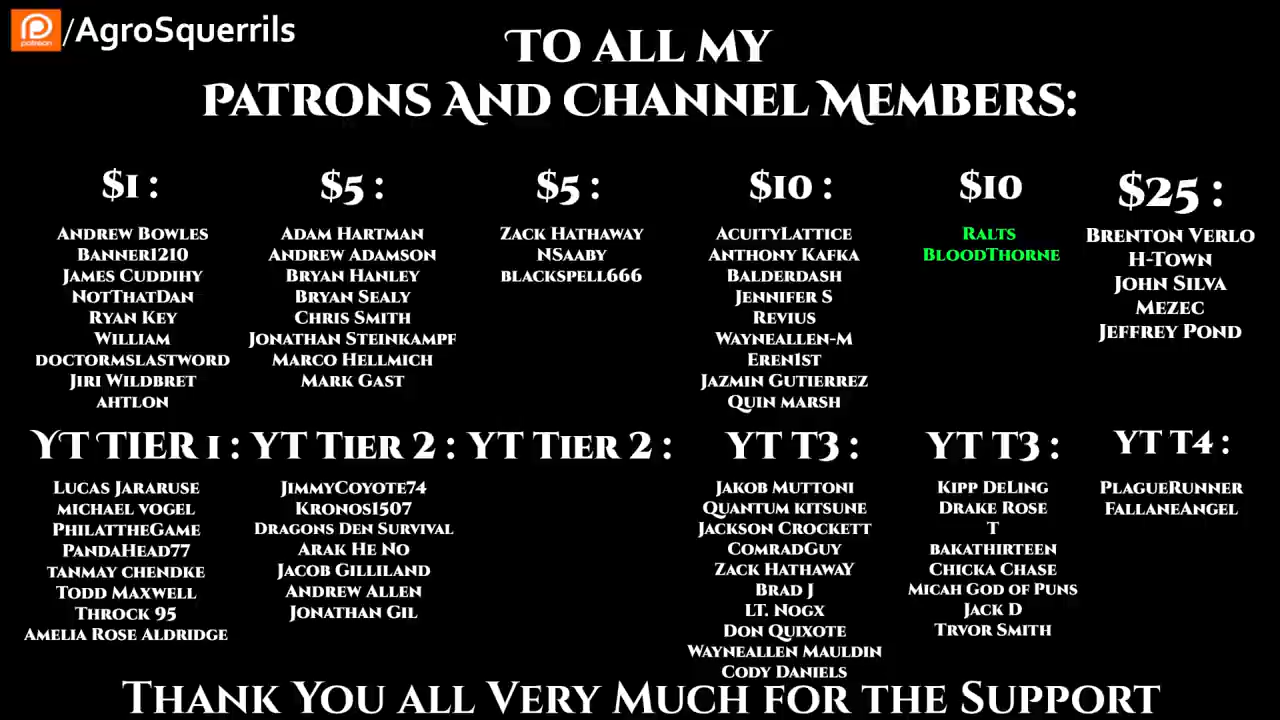 patreon
/AgroSquerrils
To all my
Patrons And Channel Members:
$1 :
Andrew Bowles
Banner1210
James Cuddihy
NotThatDan
Ryan Key
William
doctormslastword
Jiri Wildbret
ahtlon
$5 :
Adam Hartman
Andrew Adamson
Bryan Hanley
Bryan Sealy
Chris Smith
Jonathan Steinkampf
Marco Hellmich
Mark Gast
$5 :
Zack Hathaway
NSaaby
blackspell666
$10 :
AcuityLattice
Anthony Kafka
Balderdash
Jennifer S
Revius
Wayneallen-M
Eren1st
Jazmin Gutierrez
Quin marsh
$10
Ralts
BloodThorne
$25 :
Brenton Verlo
H-Town
John Silva
Mezec
Jeffrey Pond
YT Tier 1 :
Lucas Jararuse
michael vogel
PhilattheGame
PandaHead77
tanmay chendke
Todd Maxwell
Throck 95
Amelia Rose Aldridge
YT Tier 2 :
JimmyCoyote74
Kronos1507
Dragons Den Survival
Arak He No
Jacob Gilliland
Andrew Allen
Jonathan Gil
YT Tier 2 :
YT T3 :
Jakob Muttoni
Quantum kitsune
Jackson Crockett
ComradGuy
Zack HathawaY
Brad J
Lt. Nogx
Don Quixote
Wayneallen Mauldin
Cody Daniels
YT T3 :
Kipp DeLing
Drake Rose
T
bakathirteen
Chicka Chase
Micah God of Puns
Jack D
Trvor Smith
YT T4 :
PlagueRunner
FallaneAngel
Thank You all Very Much for the Support